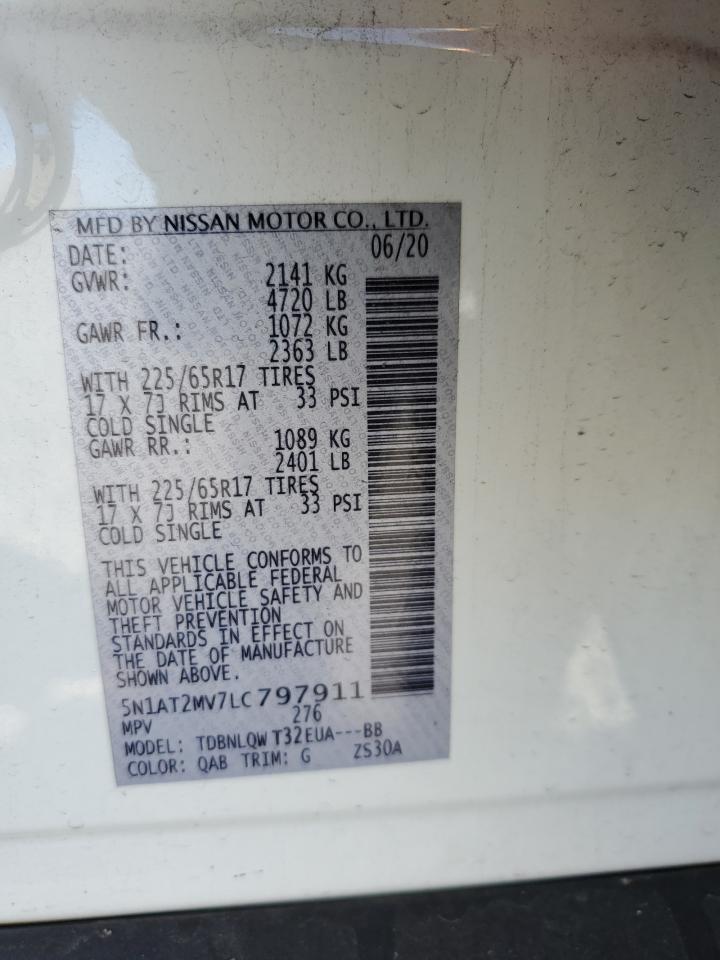 MFD BY NISSAN MOTOR CO., LTD.
DATE: 06/20
GVWR: 2141 KG
4720 LB
GAWR FR.: 1072 KG
2363 LB
WITH 225/65R17 TIRES
17 X 7J RIMS AT 33 PSI
COLD SINGLE
GAWR RR.: 1089 KG
2401 LB
WITH 225/65R17 TIRES
17 X 7J RIMS AT 33 PSI
COLD SINGLE
THIS VEHICLE CONFORMS TO
ALL APPLICABLE FEDERAL
MOTOR VEHICLE SAFETY AND
THEFT PREVENTION
STANDARDS IN EFFECT ON
THE DATE OF MANUFACTURE
SHOWN ABOVE.
5N1AT2MV7LC797911
MPV 276
MODEL: TDBNLQW T32EUA---BB
COLOR: QAB TRIM: G ZS30A